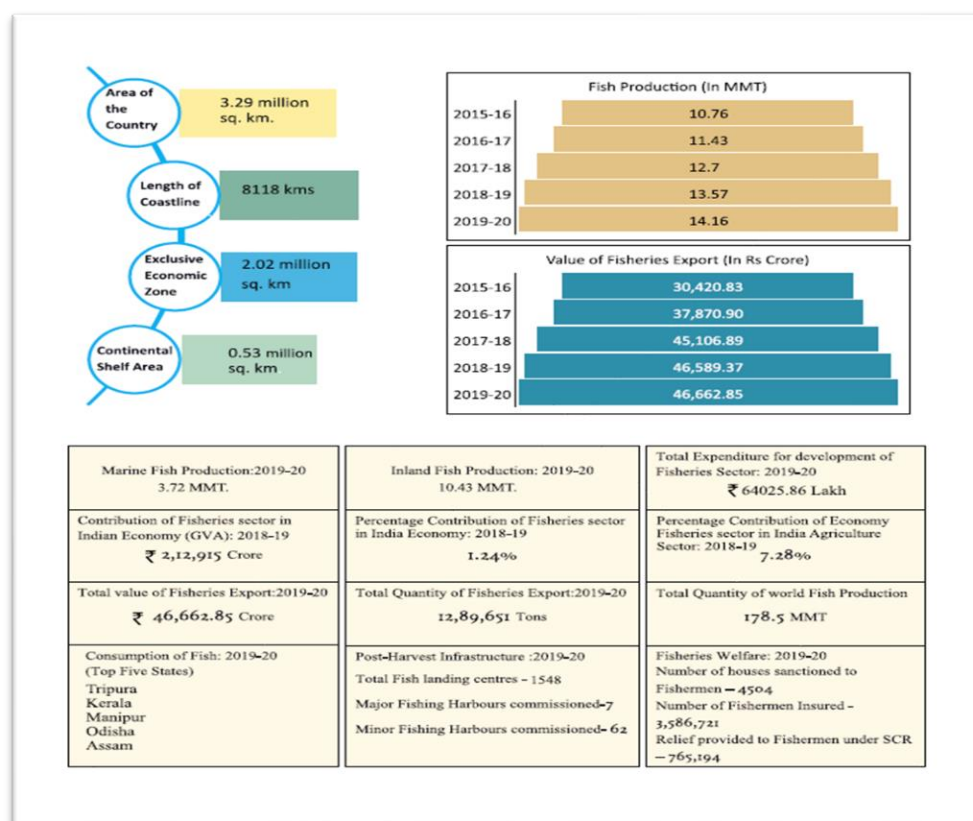 Area of
the
Country
3.29 million
sq. km.
Length of
Coastline
8118 kms
Exclusive
Economic
Zone
2.02 million
sq. km
Continental
Shelf Area
0.53 million
sq. km
Fish Production (In MMT)
2015-16 10.76
2016-17 11.43
2017-18 12.7
2018-19 13.57
2019-20 14.16
Value of Fisheries Export (In Rs Crore)
2015-16 30,420.83
2016-17 37,870.90
2017-18 45,106.89
2018-19 46,589.37
2019-20 46,662.85
Marine Fish Production:2019-20
3.72 MMT.
Inland Fish Production: 2019-20
10.43 MMT.
Total Expenditure for development of
Fisheries Sector: 2019-20
₹ 64025.86 Lakh
Contribution of Fisheries sector in
Indian Economy (GVA): 2018-19
₹ 2,12,915 Crore
Percentage Contribution of Fisheries sector
in India Economy: 2018-19
1.24%
Percentage Contribution of Economy
Fisheries sector in India Agriculture
Sector: 2018-19
7.28%
Total value of Fisheries Export:2019-20
₹ 46,662.85 Crore
Total Quantity of Fisheries Export:2019-20
12,89,651 Tons
Total Quantity of world Fish Production
178.5 MMT
Consumption of Fish: 2019-20
(Top Five States)
Tripura
Kerala
Manipur
Odisha
Assam
Post-Harvest Infrastructure :2019-20
Total Fish landing centres - 1548
Major Fishing Harbours commissioned-7
Minor Fishing Harbours commissioned- 62
Fisheries Welfare: 2019-20
Number of houses sanctioned to
Fishermen – 4504
Number of Fishermen Insured -
3,586,721
Relief provided to Fishermen under SCR
– 765,194